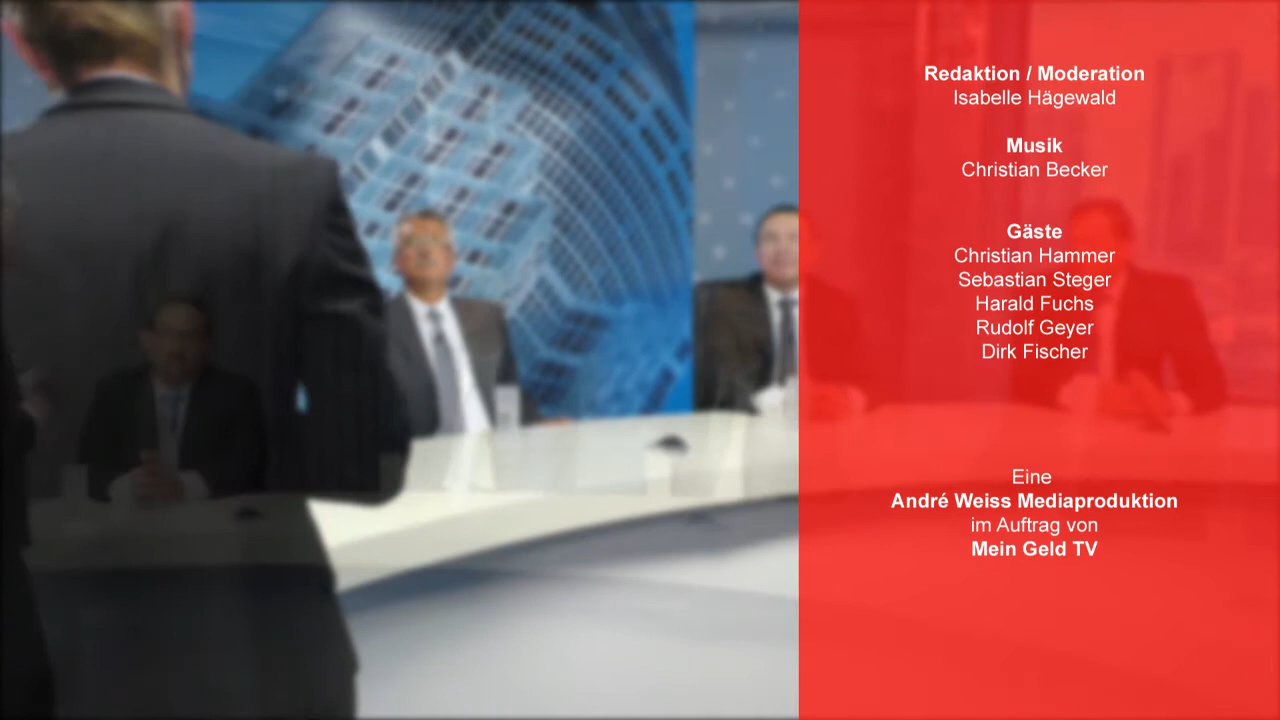 Redaktion / Moderation
Isabelle Hägewald
Musik
Christian Becker
Gäste
Christian Hammer
Sebastian Steger
Harald Fuchs
Rudolf Geyer
Dirk Fischer
Eine
André Weiss Mediaproduktion
im Auftrag von
Mein Geld TV